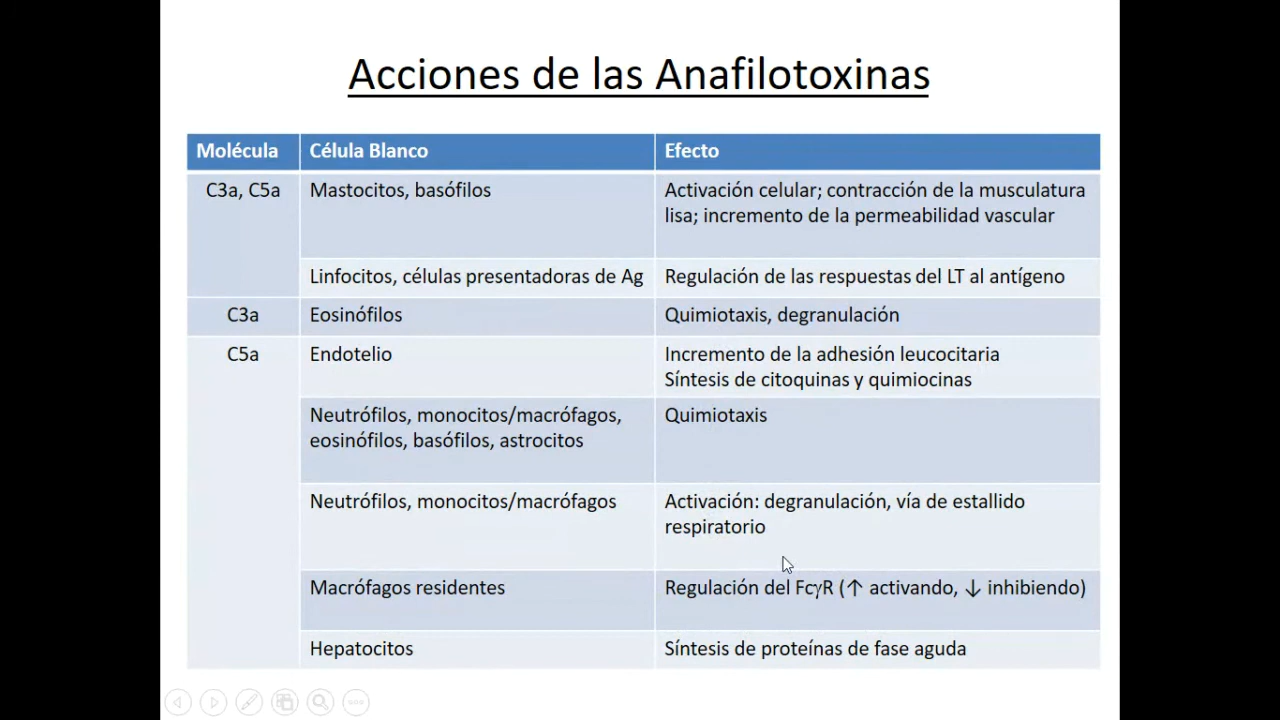 Acciones de las Anafilotoxinas
Molécula Célula Blanco Efecto
C3a, C5a Mastocitos, basófilos Activación celular; contracción de la musculatura
lisa; incremento de la permeabilidad vascular
Linfocitos, células presentadoras de Ag Regulación de las respuestas del LT al antígeno
C3a Eosinófilos Quimiotaxis, degranulación
C5a Endotelio Incremento de la adhesión leucocitaria
Síntesis de citoquinas y quimiocinas
Neutrófilos, monocitos/macrófagos, Quimiotaxis
eosinófilos, basófilos, astrocitos
Neutrófilos, monocitos/macrófagos Activación: degranulación, vía de estallido
respiratorio
Macrófagos residentes Regulación del FcγR (↑ activando, ↓ inhibiendo)
Hepatocitos Síntesis de proteínas de fase aguda